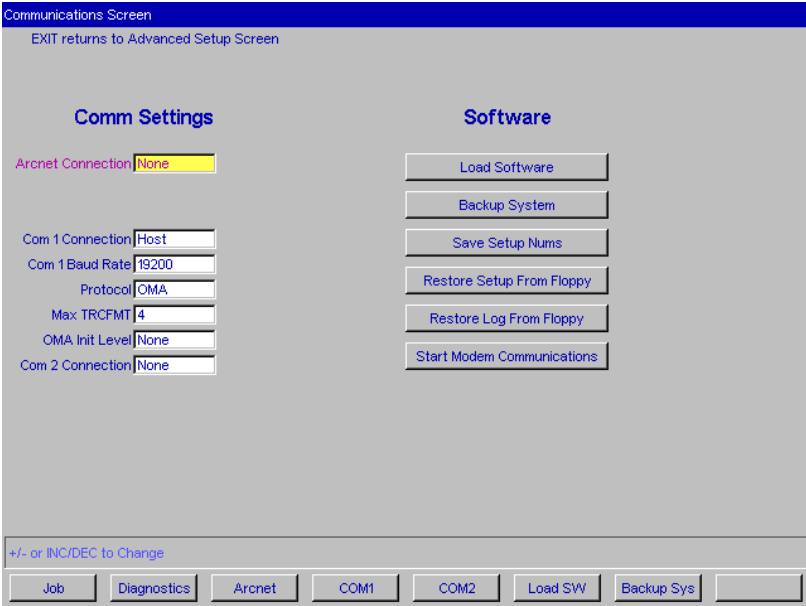 Communications Screen
EXIT returns to Advanced Setup Screen
Comm Settings
Arcnet Connection None
Com 1 Connection Host
Com 1 Baud Rate 19200
Protocol OMA
Max TRCFMT 4
OMA Init Level None
Com 2 Connection None
Software
Load Software
Backup System
Save Setup Nums
Restore Setup From Floppy
Restore Log From Floppy
Start Modem Communications
+/- or INC/DEC to Change
Job Diagnostics Arcnet COM1 COM2 Load SW Backup Sys